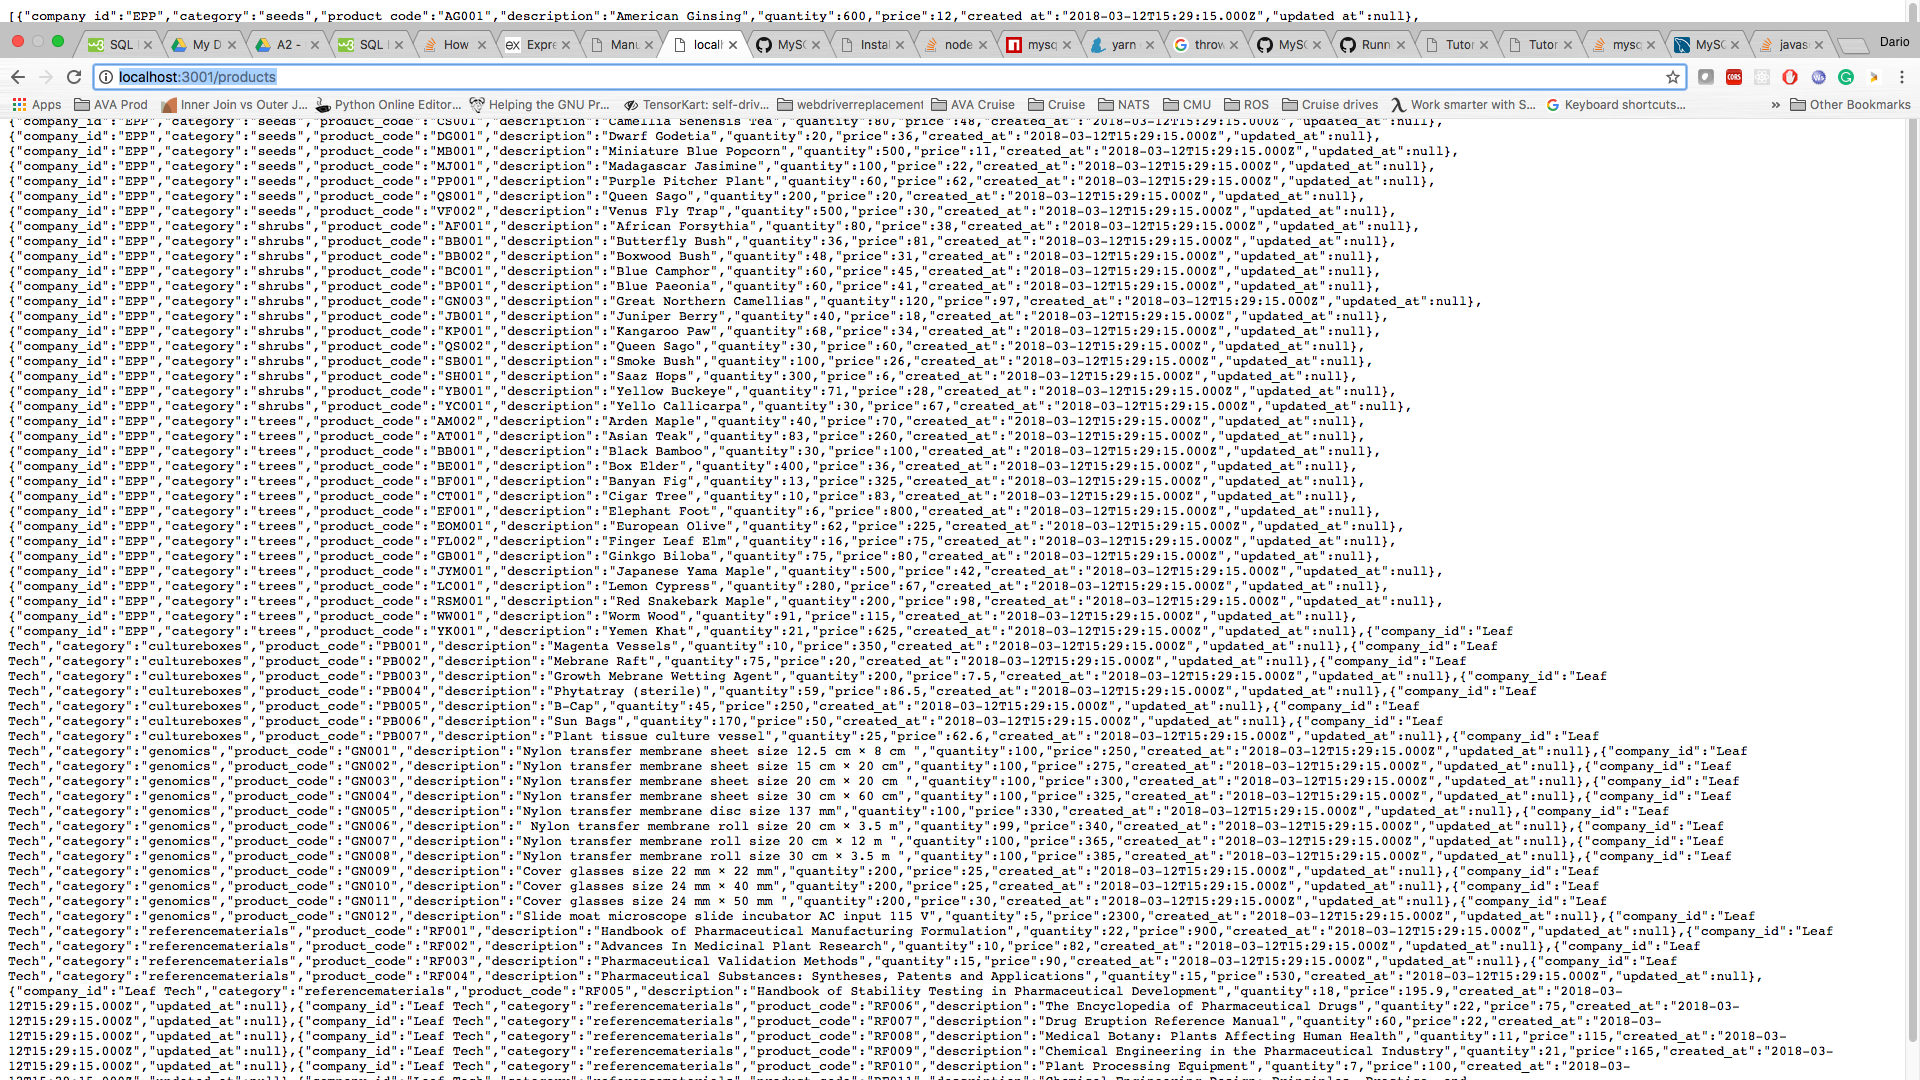 [{"company_id":"EPP","category":"seeds","product_code":"AG001","description":"American Ginsing","quantity":600,"price":12,"created_at":"2018-03-12T15:29:15.000Z","updated_at":null},
SQL My D A2 - SQL How Expre Manu local MySC Instal node mysq yarn throw MySC Runn Tutor Tutor mysq MySC javas Dario
localhost:3001/products
Apps AVA Prod Inner Join vs Outer J... Python Online Editor... Helping the GNU Pr... TensorKart: self-driv... webdriverreplacement AVA Cruise Cruise NATS CMU ROS Cruise drives Work smarter with S... Keyboard shortcuts... » Other Bookmarks
{"company_id":"EPP","category":"seeds","product_code":"CS001","description":"Camellia Senensis Tea","quantity":80,"price":48,"created_at":"2018-03-12T15:29:15.000Z","updated_at":null},
{"company_id":"EPP","category":"seeds","product_code":"DG001","description":"Dwarf Godetia","quantity":20,"price":36,"created_at":"2018-03-12T15:29:15.000Z","updated_at":null},
{"company_id":"EPP","category":"seeds","product_code":"MB001","description":"Miniature Blue Popcorn","quantity":500,"price":11,"created_at":"2018-03-12T15:29:15.000Z","updated_at":null},
{"company_id":"EPP","category":"seeds","product_code":"MJ001","description":"Madagascar Jasimine","quantity":100,"price":22,"created_at":"2018-03-12T15:29:15.000Z","updated_at":null},
{"company_id":"EPP","category":"seeds","product_code":"PP001","description":"Purple Pitcher Plant","quantity":60,"price":62,"created_at":"2018-03-12T15:29:15.000Z","updated_at":null},
{"company_id":"EPP","category":"seeds","product_code":"QS001","description":"Queen Sago","quantity":200,"price":20,"created_at":"2018-03-12T15:29:15.000Z","updated_at":null},
{"company_id":"EPP","category":"seeds","product_code":"VF002","description":"Venus Fly Trap","quantity":500,"price":30,"created_at":"2018-03-12T15:29:15.000Z","updated_at":null},
{"company_id":"EPP","category":"shrubs","product_code":"AF001","description":"African Forsythia","quantity":80,"price":38,"created_at":"2018-03-12T15:29:15.000Z","updated_at":null},
{"company_id":"EPP","category":"shrubs","product_code":"BB001","description":"Butterfly Bush","quantity":36,"price":81,"created_at":"2018-03-12T15:29:15.000Z","updated_at":null},
{"company_id":"EPP","category":"shrubs","product_code":"BB002","description":"Boxwood Bush","quantity":48,"price":31,"created_at":"2018-03-12T15:29:15.000Z","updated_at":null},
{"company_id":"EPP","category":"shrubs","product_code":"BC001","description":"Blue Camphor","quantity":60,"price":45,"created_at":"2018-03-12T15:29:15.000Z","updated_at":null},
{"company_id":"EPP","category":"shrubs","product_code":"BP001","description":"Blue Paeonia","quantity":60,"price":41,"created_at":"2018-03-12T15:29:15.000Z","updated_at":null},
{"company_id":"EPP","category":"shrubs","product_code":"GN003","description":"Great Northern Camellias","quantity":120,"price":97,"created_at":"2018-03-12T15:29:15.000Z","updated_at":null},
{"company_id":"EPP","category":"shrubs","product_code":"JB001","description":"Juniper Berry","quantity":40,"price":18,"created_at":"2018-03-12T15:29:15.000Z","updated_at":null},
{"company_id":"EPP","category":"shrubs","product_code":"KP001","description":"Kangaroo Paw","quantity":68,"price":34,"created_at":"2018-03-12T15:29:15.000Z","updated_at":null},
{"company_id":"EPP","category":"shrubs","product_code":"QS002","description":"Queen Sago","quantity":30,"price":60,"created_at":"2018-03-12T15:29:15.000Z","updated_at":null},
{"company_id":"EPP","category":"shrubs","product_code":"SB001","description":"Smoke Bush","quantity":100,"price":26,"created_at":"2018-03-12T15:29:15.000Z","updated_at":null},
{"company_id":"EPP","category":"shrubs","product_code":"SH001","description":"Saaz Hops","quantity":300,"price":6,"created_at":"2018-03-12T15:29:15.000Z","updated_at":null},
{"company_id":"EPP","category":"shrubs","product_code":"YB001","description":"Yellow Buckeye","quantity":71,"price":28,"created_at":"2018-03-12T15:29:15.000Z","updated_at":null},
{"company_id":"EPP","category":"shrubs","product_code":"YC001","description":"Yello Callicarpa","quantity":30,"price":67,"created_at":"2018-03-12T15:29:15.000Z","updated_at":null},
{"company_id":"EPP","category":"trees","product_code":"AM002","description":"Arden Maple","quantity":40,"price":70,"created_at":"2018-03-12T15:29:15.000Z","updated_at":null},
{"company_id":"EPP","category":"trees","product_code":"AT001","description":"Asian Teak","quantity":83,"price":260,"created_at":"2018-03-12T15:29:15.000Z","updated_at":null},
{"company_id":"EPP","category":"trees","product_code":"BB001","description":"Black Bamboo","quantity":30,"price":100,"created_at":"2018-03-12T15:29:15.000Z","updated_at":null},
{"company_id":"EPP","category":"trees","product_code":"BE001","description":"Box Elder","quantity":400,"price":36,"created_at":"2018-03-12T15:29:15.000Z","updated_at":null},
{"company_id":"EPP","category":"trees","product_code":"BF001","description":"Banyan Fig","quantity":13,"price":325,"created_at":"2018-03-12T15:29:15.000Z","updated_at":null},
{"company_id":"EPP","category":"trees","product_code":"CT001","description":"Cigar Tree","quantity":10,"price":83,"created_at":"2018-03-12T15:29:15.000Z","updated_at":null},
{"company_id":"EPP","category":"trees","product_code":"EF001","description":"Elephant Foot","quantity":6,"price":800,"created_at":"2018-03-12T15:29:15.000Z","updated_at":null},
{"company_id":"EPP","category":"trees","product_code":"EOM001","description":"European Olive","quantity":62,"price":225,"created_at":"2018-03-12T15:29:15.000Z","updated_at":null},
{"company_id":"EPP","category":"trees","product_code":"FL002","description":"Finger Leaf Elm","quantity":16,"price":75,"created_at":"2018-03-12T15:29:15.000Z","updated_at":null},
{"company_id":"EPP","category":"trees","product_code":"GB001","description":"Ginkgo Biloba","quantity":75,"price":80,"created_at":"2018-03-12T15:29:15.000Z","updated_at":null},
{"company_id":"EPP","category":"trees","product_code":"JYM001","description":"Japanese Yama Maple","quantity":500,"price":42,"created_at":"2018-03-12T15:29:15.000Z","updated_at":null},
{"company_id":"EPP","category":"trees","product_code":"LC001","description":"Lemon Cypress","quantity":280,"price":67,"created_at":"2018-03-12T15:29:15.000Z","updated_at":null},
{"company_id":"EPP","category":"trees","product_code":"RSM001","description":"Red Snakebark Maple","quantity":200,"price":98,"created_at":"2018-03-12T15:29:15.000Z","updated_at":null},
{"company_id":"EPP","category":"trees","product_code":"WW001","description":"Worm Wood","quantity":91,"price":115,"created_at":"2018-03-12T15:29:15.000Z","updated_at":null},
{"company_id":"EPP","category":"trees","product_code":"YK001","description":"Yemen Khat","quantity":21,"price":625,"created_at":"2018-03-12T15:29:15.000Z","updated_at":null},{"company_id":"Leaf
Tech","category":"cultureboxes","product_code":"PB001","description":"Magenta Vessels","quantity":10,"price":350,"created_at":"2018-03-12T15:29:15.000Z","updated_at":null},{"company_id":"Leaf
Tech","category":"cultureboxes","product_code":"PB002","description":"Mebrane Raft","quantity":75,"price":20,"created_at":"2018-03-12T15:29:15.000Z","updated_at":null},{"company_id":"Leaf
Tech","category":"cultureboxes","product_code":"PB003","description":"Growth Mebrane Wetting Agent","quantity":200,"price":7.5,"created_at":"2018-03-12T15:29:15.000Z","updated_at":null},{"company_id":"Leaf
Tech","category":"cultureboxes","product_code":"PB004","description":"Phytatray (sterile)","quantity":59,"price":86.5,"created_at":"2018-03-12T15:29:15.000Z","updated_at":null},{"company_id":"Leaf
Tech","category":"cultureboxes","product_code":"PB005","description":"B-Cap","quantity":45,"price":250,"created_at":"2018-03-12T15:29:15.000Z","updated_at":null},{"company_id":"Leaf
Tech","category":"cultureboxes","product_code":"PB006","description":"Sun Bags","quantity":170,"price":50,"created_at":"2018-03-12T15:29:15.000Z","updated_at":null},{"company_id":"Leaf
Tech","category":"cultureboxes","product_code":"PB007","description":"Plant tissue culture vessel","quantity":25,"price":62.6,"created_at":"2018-03-12T15:29:15.000Z","updated_at":null},{"company_id":"Leaf
Tech","category":"genomics","product_code":"GN001","description":"Nylon transfer membrane sheet size 12.5 cm × 8 cm ","quantity":100,"price":250,"created_at":"2018-03-12T15:29:15.000Z","updated_at":null},{"company_id":"Leaf
Tech","category":"genomics","product_code":"GN002","description":"Nylon transfer membrane sheet size 15 cm × 20 cm","quantity":100,"price":275,"created_at":"2018-03-12T15:29:15.000Z","updated_at":null},{"company_id":"Leaf
Tech","category":"genomics","product_code":"GN003","description":"Nylon transfer membrane sheet size 20 cm × 20 cm ","quantity":100,"price":300,"created_at":"2018-03-12T15:29:15.000Z","updated_at":null},{"company_id":"Leaf
Tech","category":"genomics","product_code":"GN004","description":"Nylon transfer membrane sheet size 30 cm × 60 cm","quantity":100,"price":325,"created_at":"2018-03-12T15:29:15.000Z","updated_at":null},{"company_id":"Leaf
Tech","category":"genomics","product_code":"GN005","description":"Nylon transfer membrane disc size 137 mm","quantity":100,"price":330,"created_at":"2018-03-12T15:29:15.000Z","updated_at":null},{"company_id":"Leaf
Tech","category":"genomics","product_code":"GN006","description":" Nylon transfer membrane roll size 20 cm × 3.5 m","quantity":99,"price":340,"created_at":"2018-03-12T15:29:15.000Z","updated_at":null},{"company_id":"Leaf
Tech","category":"genomics","product_code":"GN007","description":"Nylon transfer membrane roll size 20 cm × 12 m ","quantity":100,"price":365,"created_at":"2018-03-12T15:29:15.000Z","updated_at":null},{"company_id":"Leaf
Tech","category":"genomics","product_code":"GN008","description":"Nylon transfer membrane roll size 30 cm × 3.5 m ","quantity":100,"price":385,"created_at":"2018-03-12T15:29:15.000Z","updated_at":null},{"company_id":"Leaf
Tech","category":"genomics","product_code":"GN009","description":"Cover glasses size 22 mm × 22 mm","quantity":200,"price":25,"created_at":"2018-03-12T15:29:15.000Z","updated_at":null},{"company_id":"Leaf
Tech","category":"genomics","product_code":"GN010","description":"Cover glasses size 24 mm × 40 mm","quantity":200,"price":25,"created_at":"2018-03-12T15:29:15.000Z","updated_at":null},{"company_id":"Leaf
Tech","category":"genomics","product_code":"GN011","description":"Cover glasses size 24 mm × 50 mm ","quantity":200,"price":30,"created_at":"2018-03-12T15:29:15.000Z","updated_at":null},{"company_id":"Leaf
Tech","category":"genomics","product_code":"GN012","description":"Slide moat microscope slide incubator AC input 115 V","quantity":5,"price":2300,"created_at":"2018-03-12T15:29:15.000Z","updated_at":null},{"company_id":"Leaf
Tech","category":"referencematerials","product_code":"RF001","description":"Handbook of Pharmaceutical Manufacturing Formulation","quantity":22,"price":900,"created_at":"2018-03-12T15:29:15.000Z","updated_at":null},{"company_id":"Leaf
Tech","category":"referencematerials","product_code":"RF002","description":"Advances In Medicinal Plant Research","quantity":10,"price":82,"created_at":"2018-03-12T15:29:15.000Z","updated_at":null},{"company_id":"Leaf
Tech","category":"referencematerials","product_code":"RF003","description":"Pharmaceutical Validation Methods","quantity":15,"price":90,"created_at":"2018-03-12T15:29:15.000Z","updated_at":null},{"company_id":"Leaf
Tech","category":"referencematerials","product_code":"RF004","description":"Pharmaceutical Substances: Syntheses, Patents and Applications","quantity":15,"price":530,"created_at":"2018-03-12T15:29:15.000Z","updated_at":null},
{"company_id":"Leaf Tech","category":"referencematerials","product_code":"RF005","description":"Handbook of Stability Testing in Pharmaceutical Development","quantity":18,"price":195.9,"created_at":"2018-03-
12T15:29:15.000Z","updated_at":null},{"company_id":"Leaf Tech","category":"referencematerials","product_code":"RF006","description":"The Encyclopedia of Pharmaceutical Drugs","quantity":22,"price":75,"created_at":"2018-03-
12T15:29:15.000Z","updated_at":null},{"company_id":"Leaf Tech","category":"referencematerials","product_code":"RF007","description":"Drug Eruption Reference Manual","quantity":60,"price":22,"created_at":"2018-03-
12T15:29:15.000Z","updated_at":null},{"company_id":"Leaf Tech","category":"referencematerials","product_code":"RF008","description":"Medical Botany: Plants Affecting Human Health","quantity":11,"price":115,"created_at":"2018-03-
12T15:29:15.000Z","updated_at":null},{"company_id":"Leaf Tech","category":"referencematerials","product_code":"RF009","description":"Chemical Engineering in the Pharmaceutical Industry","quantity":21,"price":165,"created_at":"2018-03-
12T15:29:15.000Z","updated_at":null},{"company_id":"Leaf Tech","category":"referencematerials","product_code":"RF010","description":"Plant Processing Equipment","quantity":7,"price":100,"created_at":"2018-03-